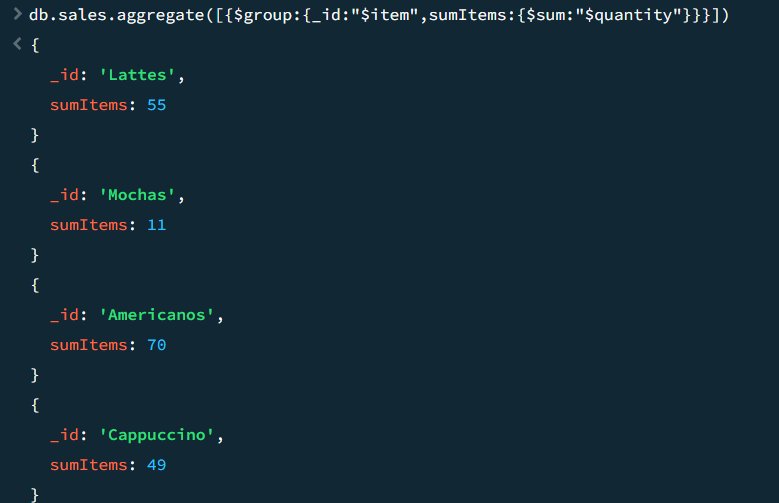 > db.sales.aggregate([{$group:{_id:"$item",sumItems:{$sum:"$quantity"}}}])
< {
_id: 'Lattes',
sumItems: 55
}
{
_id: 'Mochas',
sumItems: 11
}
{
_id: 'Americanos',
sumItems: 70
}
{
_id: 'Cappuccino',
sumItems: 49
}